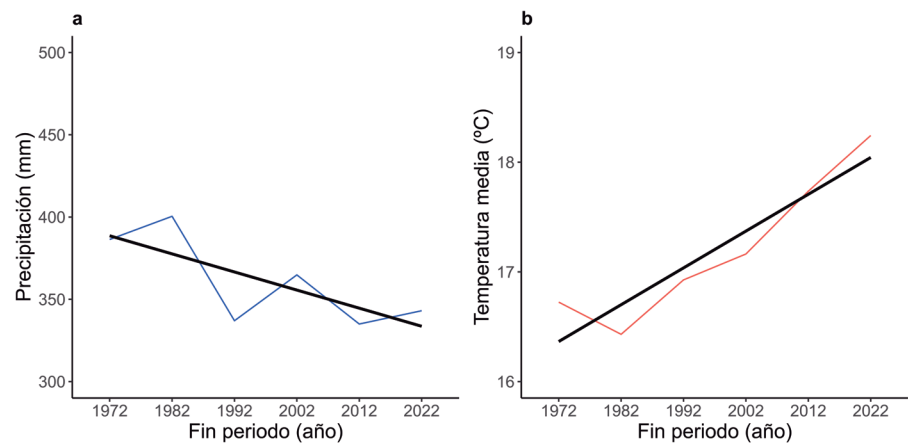 a
Precipitación (mm)
500
450
400
350
300
1972 1982 1992 2002 2012 2022
Fin periodo (año)
b
Temperatura media (ºC)
19
18
17
16
1972 1982 1992 2002 2012 2022
Fin periodo (año)